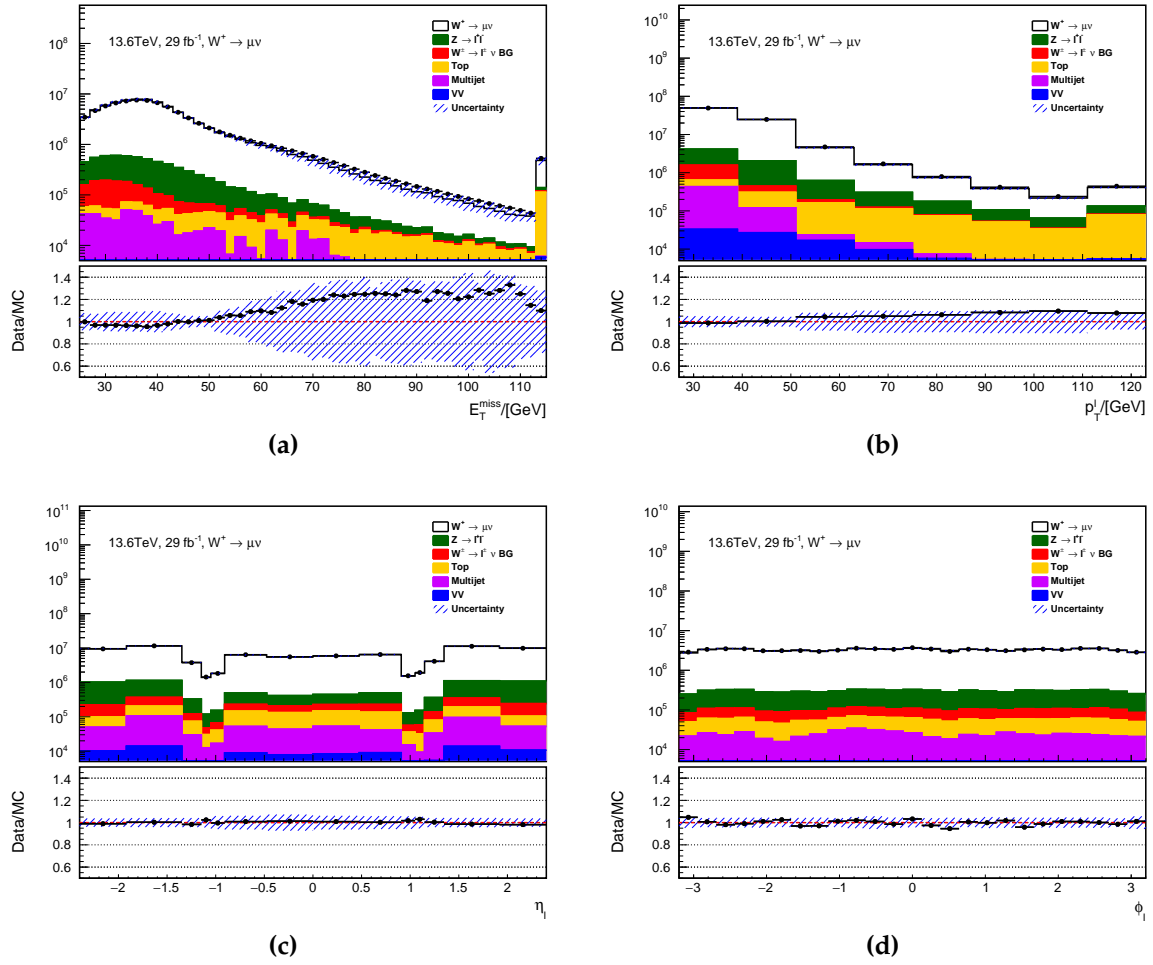 10⁸
10⁷
10⁶
10⁵
10⁴
13.6TeV, 29 fb⁻¹, W⁺ → μν
W⁺ → μν
Z → l⁺l⁻
W± → l± ν BG
Top
Multijet
VV
Uncertainty
Data/MC
1.4
1.2
1
0.8
0.6
30 40 50 60 70 80 90 100 110
E_T^miss/[GeV]
(a)
10¹⁰
10⁹
10⁸
10⁷
10⁶
10⁵
10⁴
13.6TeV, 29 fb⁻¹, W⁺ → μν
W⁺ → μν
Z → l⁺l⁻
W± → l± ν BG
Top
Multijet
VV
Uncertainty
Data/MC
1.4
1.2
1
0.8
0.6
30 40 50 60 70 80 90 100 110 120
p_T^l/[GeV]
(b)
10¹¹
10¹⁰
10⁹
10⁸
10⁷
10⁶
10⁵
10⁴
13.6TeV, 29 fb⁻¹, W⁺ → μν
W⁺ → μν
Z → l⁺l⁻
W± → l± ν BG
Top
Multijet
VV
Uncertainty
Data/MC
1.4
1.2
1
0.8
0.6
−2 −1.5 −1 −0.5 0 0.5 1 1.5 2
η_l
(c)
10¹⁰
10⁹
10⁸
10⁷
10⁶
10⁵
10⁴
13.6TeV, 29 fb⁻¹, W⁺ → μν
W⁺ → μν
Z → l⁺l⁻
W± → l± ν BG
Top
Multijet
VV
Uncertainty
Data/MC
1.4
1.2
1
0.8
0.6
−3 −2 −1 0 1 2 3
ϕ_l
(d)